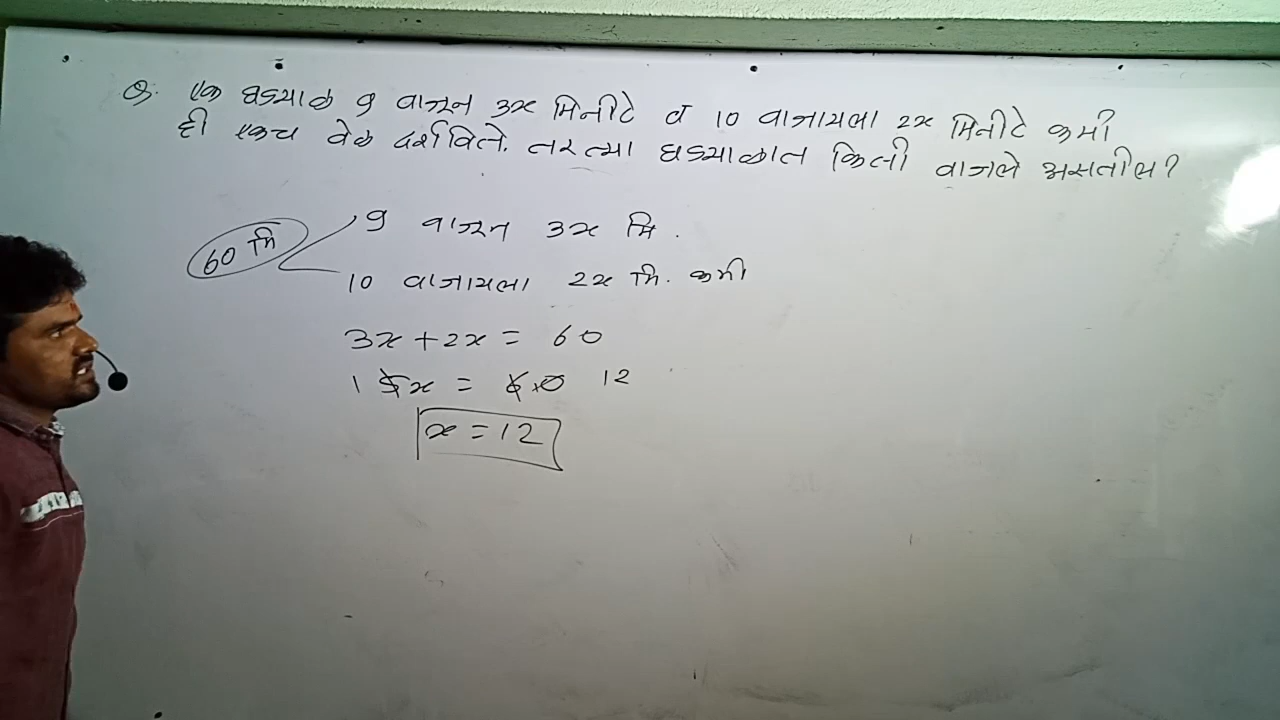 Q. एक घड्याळ 9 वाजून 3x मिनीटे व 10 वाजायला 2x मिनीटे कमी
ही एकच वेळ दर्शविते. तर त्या घड्याळात किती वाजले असतील?
60 मि
9 वाजून 3x मि.
10 वाजायला 2x मि. कमी
3x + 2x = 60
1 5x = 60 12
x = 12